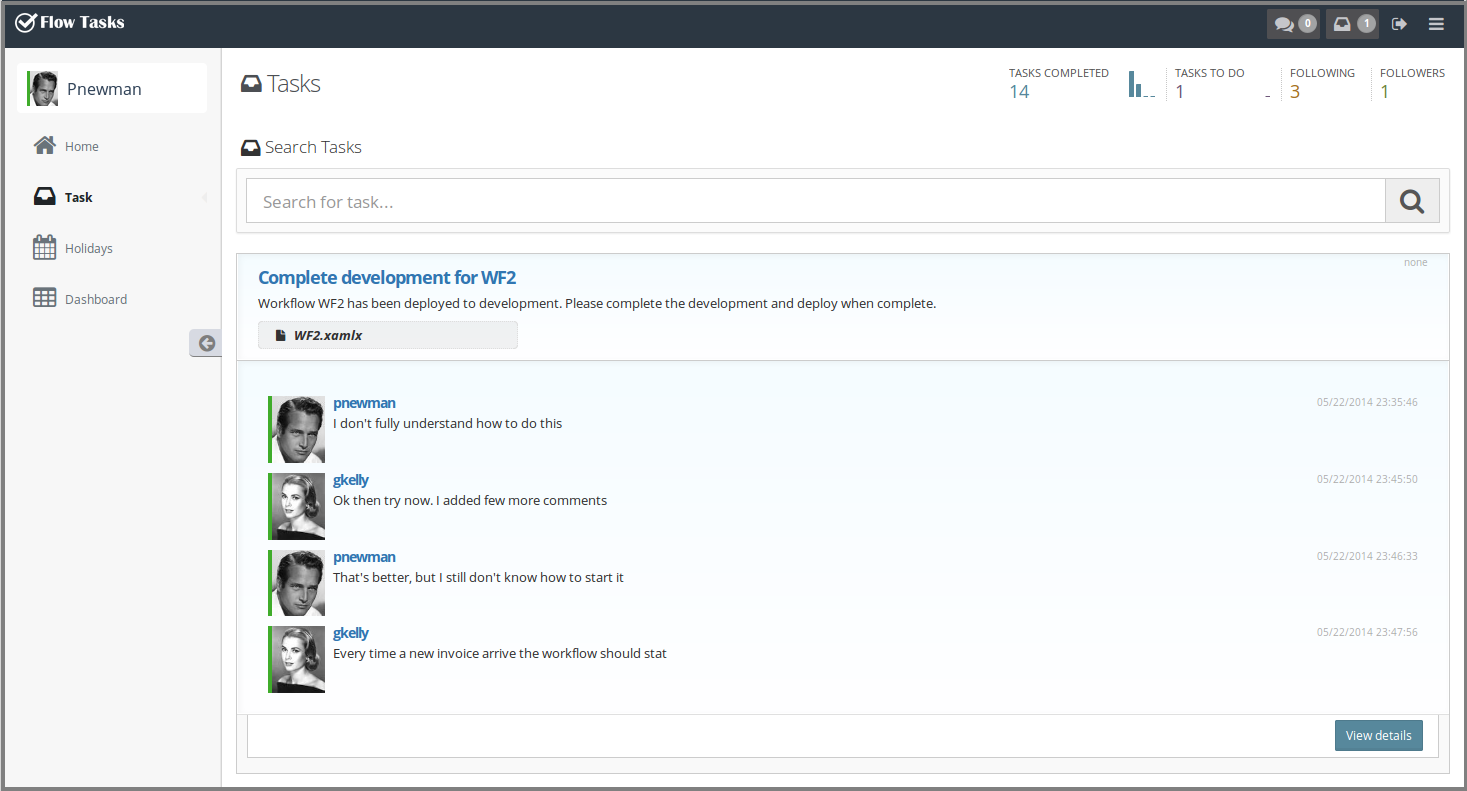 Flow Tasks
0
1
Pnewman
Home
Task
Holidays
Dashboard
Tasks
TASKS COMPLETED
14
TASKS TO DO
1
FOLLOWING
3
FOLLOWERS
1
Search Tasks
Search for task...
none
Complete development for WF2
Workflow WF2 has been deployed to development. Please complete the development and deploy when complete.
WF2.xamlx
pnewman 05/22/2014 23:35:46
I don't fully understand how to do this
gkelly 05/22/2014 23:45:50
Ok then try now. I added few more comments
pnewman 05/22/2014 23:46:33
That's better, but I still don't know how to start it
gkelly 05/22/2014 23:47:56
Every time a new invoice arrive the workflow should stat
View details